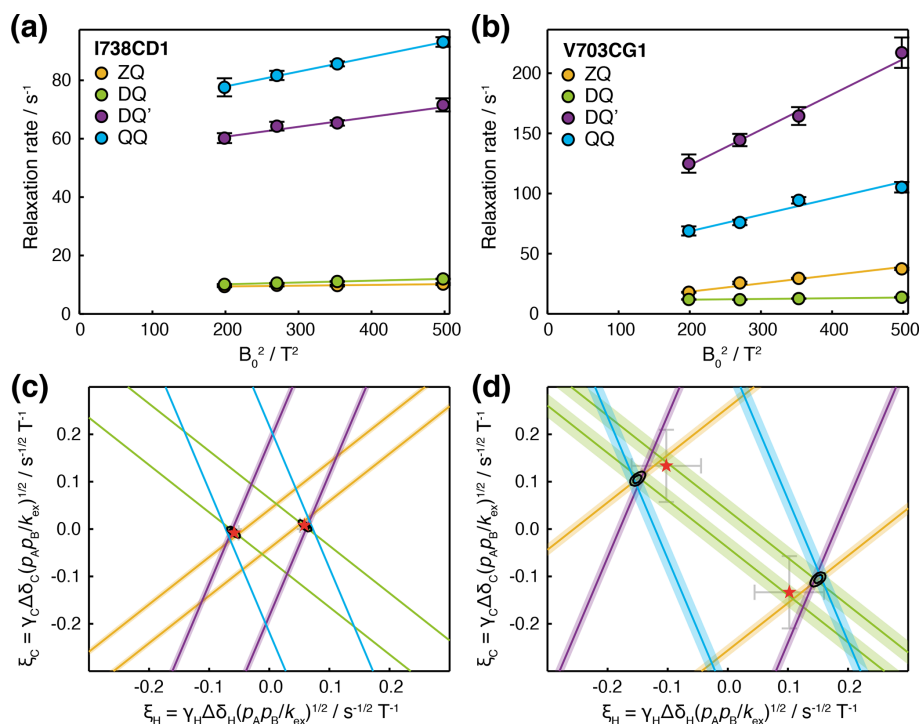 (a)
I738CD1
ZQ
DQ
DQ'
QQ
Relaxation rate / s⁻¹
80
60
40
20
0
0 100 200 300 400 500
B₀² / T²
(b)
V703CG1
ZQ
DQ
DQ'
QQ
Relaxation rate / s⁻¹
200
150
100
50
0
0 100 200 300 400 500
B₀² / T²
(c)
ξC = γCΔδC(pApB/kex)^1/2 / s^-1/2 T^-1
0.2
0.1
0.0
-0.1
-0.2
-0.2 -0.1 0.0 0.1 0.2
ξH = γHΔδH(pApB/kex)^1/2 / s^-1/2 T^-1
(d)
ξC = γCΔδC(pApB/kex)^1/2 / s^-1/2 T^-1
0.2
0.1
0.0
-0.1
-0.2
-0.2 -0.1 0.0 0.1 0.2
ξH = γHΔδH(pApB/kex)^1/2 / s^-1/2 T^-1